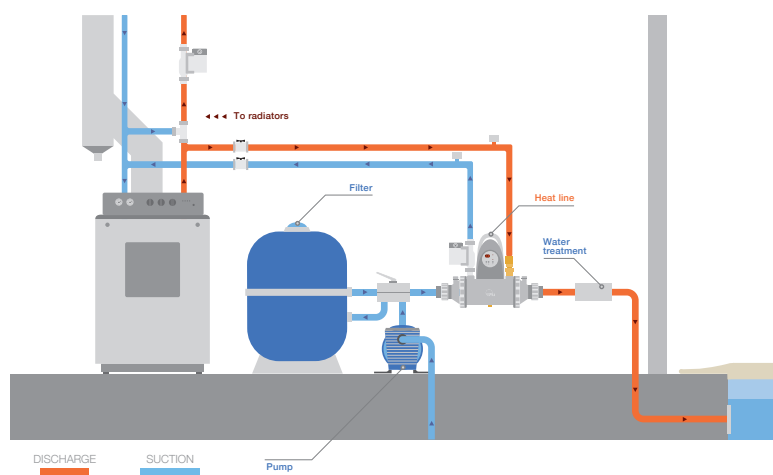 To radiators
Filter
Heat line
Water
treatment
DISCHARGE
SUCTION
Pump